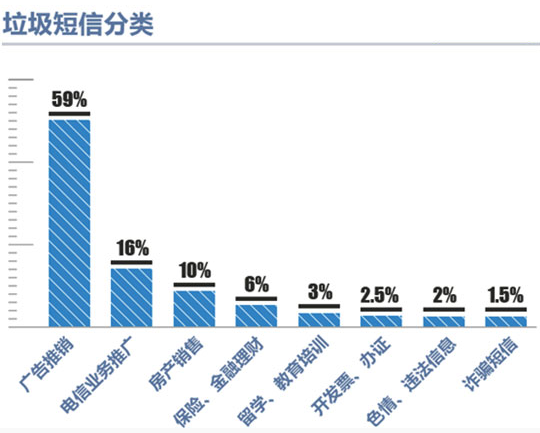 垃圾短信分类
59%
16%
10%
6%
3%
2.5%
2%
1.5%
广告推销
电信业务推广
房产销售
保险、金融理财
留学、教育培训
开发票、办证
色情、违法信息
诈骗短信